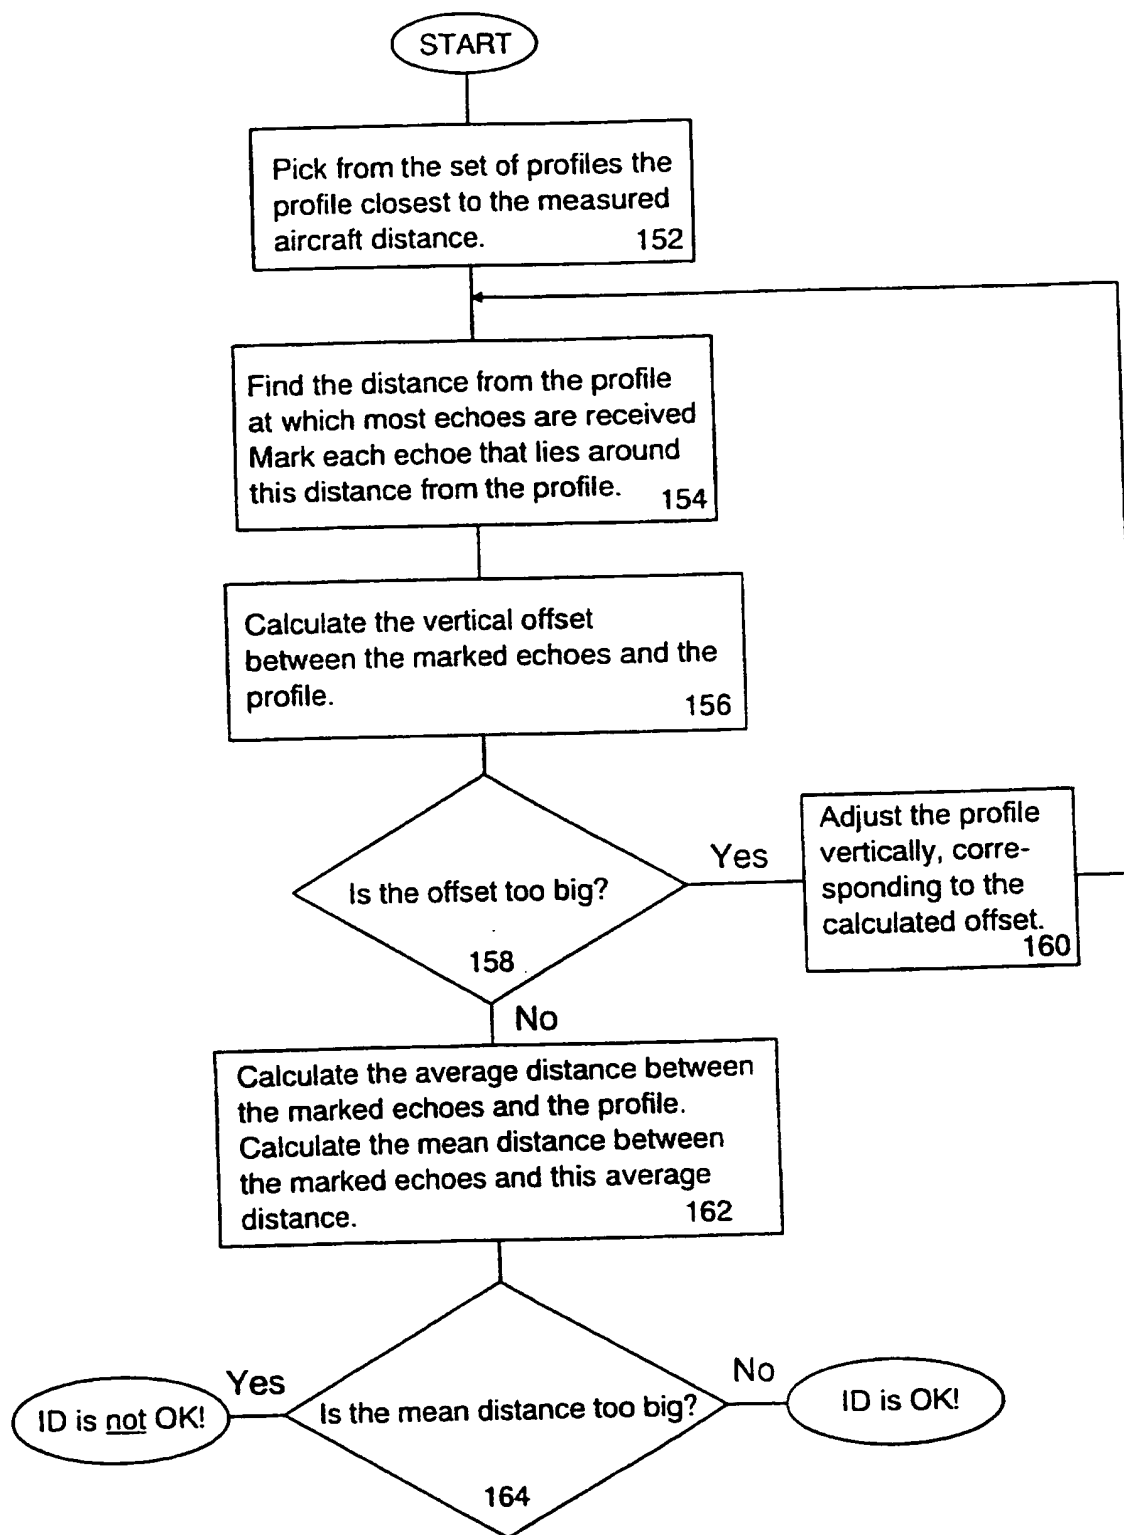 START
Pick from the set of profiles the
profile closest to the measured
aircraft distance.
152
Find the distance from the profile
at which most echoes are received
Mark each echoe that lies around
this distance from the profile.
154
Calculate the vertical offset
between the marked echoes and the
profile.
156
Is the offset too big?
158
Yes
Adjust the profile
vertically, corre-
sponding to the
calculated offset.
160
No
Calculate the average distance between
the marked echoes and the profile.
Calculate the mean distance between
the marked echoes and this average
distance.
162
Is the mean distance too big?
164
Yes
ID is not OK!
No
ID is OK!